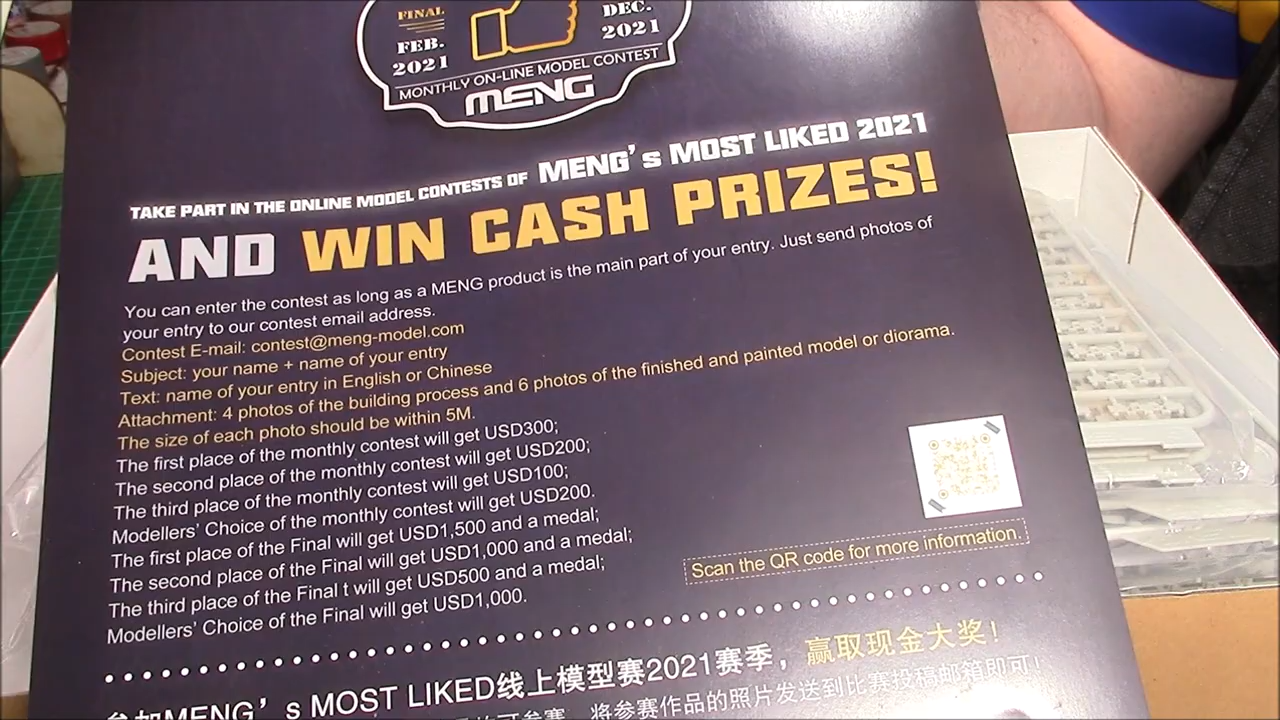 FINAL
DEC.
FEB.
2021
2021
MONTHLY ON-LINE MODEL CONTEST
MENG
TAKE PART IN THE ONLINE MODEL CONTESTS OF MENG's MOST LIKED 2021
AND WIN CASH PRIZES!
You can enter the contest as long as a MENG product is the main part of your entry. Just send photos of
your entry to our contest email address.
Contest E-mail: contest@meng-model.com
Subject: your name + name of your entry
Text: name of your entry in English or Chinese
Attachment: 4 photos of the building process and 6 photos of the finished and painted model or diorama.
The size of each photo should be within 5M.
The first place of the monthly contest will get USD300;
The second place of the monthly contest will get USD200;
The third place of the monthly contest will get USD100;
Modellers' Choice of the monthly contest will get USD200.
The first place of the Final will get USD1,500 and a medal;
The second place of the Final will get USD1,000 and a medal;
The third place of the Final t will get USD500 and a medal;
Modellers' Choice of the Final will get USD1,000.
Scan the QR code for more information.
参加MENG's MOST LIKED线上模型赛2021赛季，赢取现金大奖！
可参赛，将参赛作品的照片发送到比赛投稿邮箱即可！